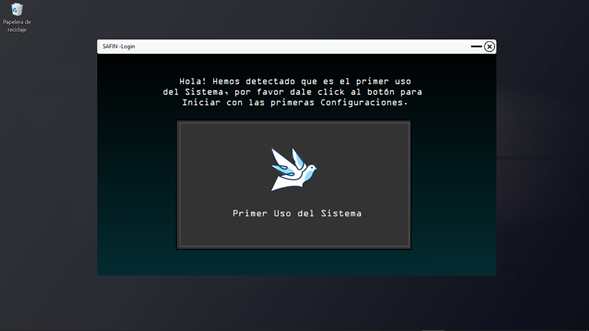 Papelera de
reciclaje
SAFIN -Login
Hola! Hemos detectado que es el primer uso
del Sistema, por favor dale click al botón para
Iniciar con las primeras Configuraciones.
Primer Uso del Sistema